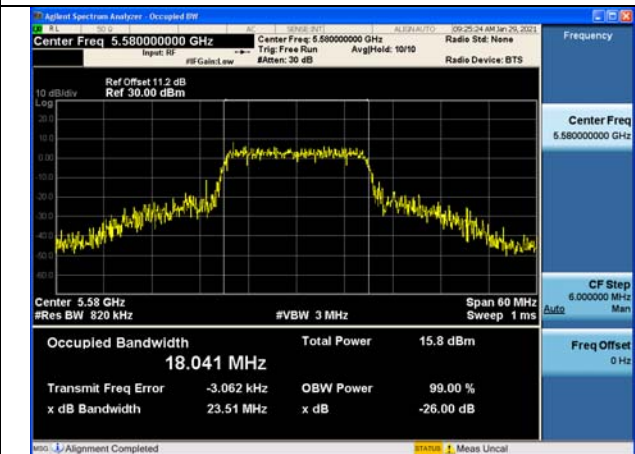 Agilent Spectrum Analyzer - Occupied BW
RL 50 Ω AC SENSE:INT ALIGN AUTO 09:25:24 AM Jan 29, 2021
Center Freq 5.580000000 GHz Center Freq: 5.580000000 GHz Radio Std: None Frequency
Input: RF Trig: Free Run Avg|Hold: 10/10
#IFGain:Low #Atten: 30 dB Radio Device: BTS
Ref Offset 11.2 dB
10 dB/div Ref 30.00 dBm
Log
20.0
10.0
0.00
-10.0
-20.0
-30.0
-40.0
-50.0
-60.0
Center Freq
5.580000000 GHz
Center 5.58 GHz Span 60 MHz
#Res BW 820 kHz #VBW 3 MHz Sweep 1 ms
CF Step
6.000000 MHz
Auto Man
Occupied Bandwidth Total Power 15.8 dBm
18.041 MHz
Freq Offset
0 Hz
Transmit Freq Error -3.062 kHz OBW Power 99.00 %
x dB Bandwidth 23.51 MHz x dB -26.00 dB
MSG Alignment Completed STATUS Meas Uncal